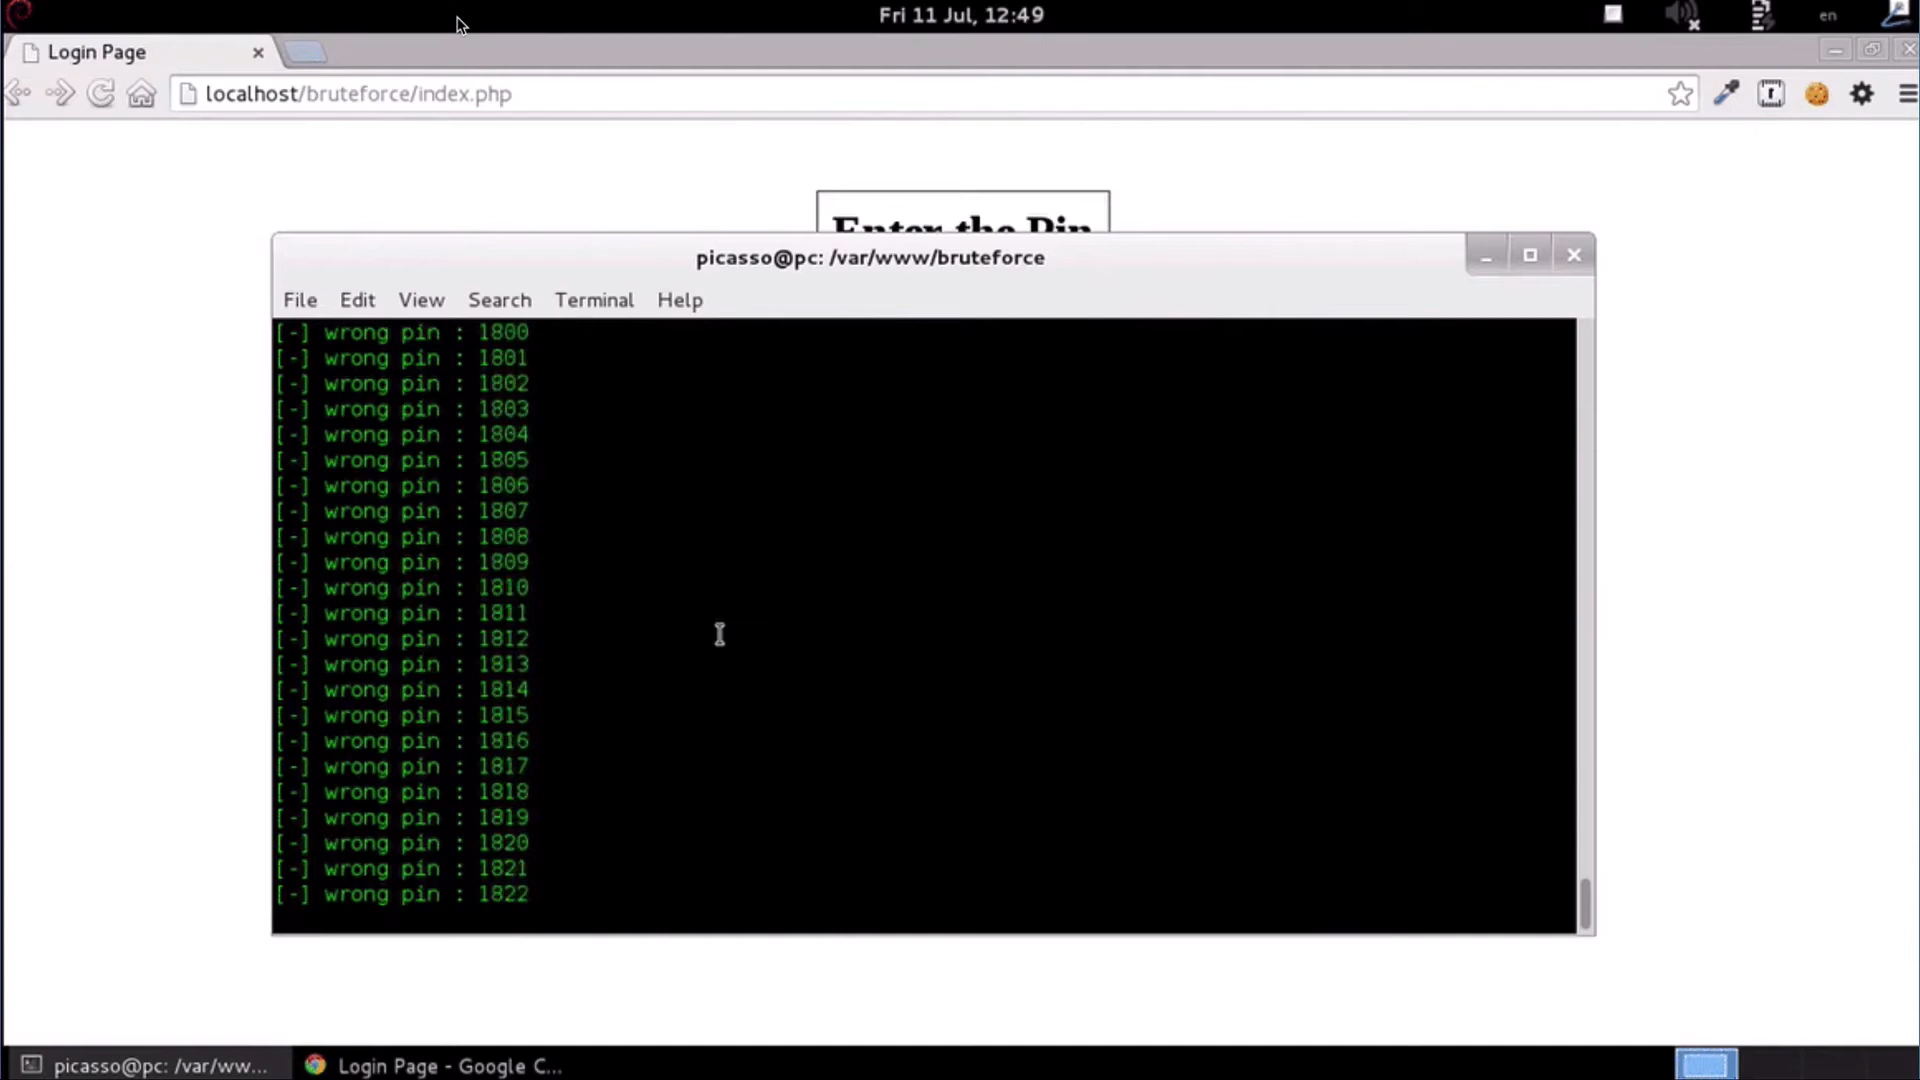 Fri 11 Jul, 12:49
en
Login Page
localhost/bruteforce/index.php
Enter the Pin
picasso@pc: /var/www/bruteforce
File Edit View Search Terminal Help
[-] wrong pin : 1800
[-] wrong pin : 1801
[-] wrong pin : 1802
[-] wrong pin : 1803
[-] wrong pin : 1804
[-] wrong pin : 1805
[-] wrong pin : 1806
[-] wrong pin : 1807
[-] wrong pin : 1808
[-] wrong pin : 1809
[-] wrong pin : 1810
[-] wrong pin : 1811
[-] wrong pin : 1812
[-] wrong pin : 1813
[-] wrong pin : 1814
[-] wrong pin : 1815
[-] wrong pin : 1816
[-] wrong pin : 1817
[-] wrong pin : 1818
[-] wrong pin : 1819
[-] wrong pin : 1820
[-] wrong pin : 1821
[-] wrong pin : 1822
picasso@pc: /var/ww...
Login Page - Google C...